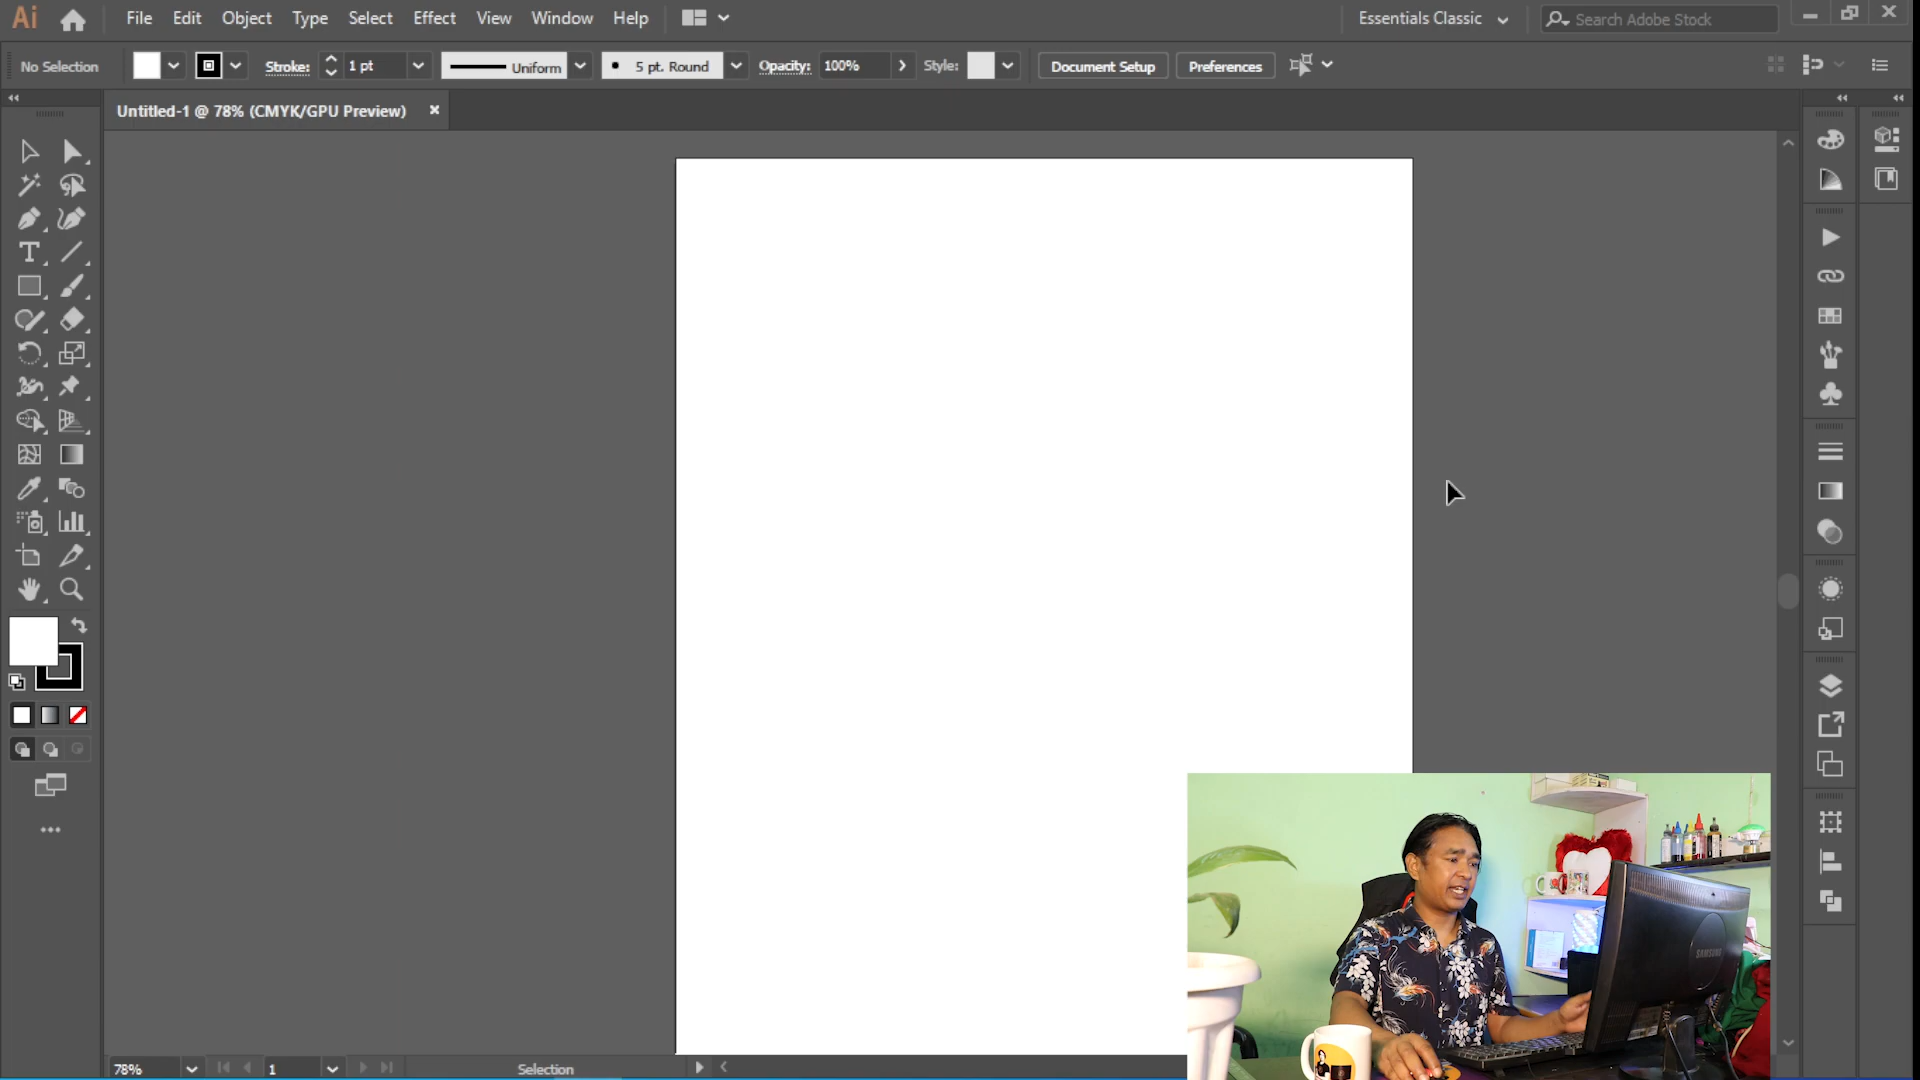 Ai File Edit Object Type Select Effect View Window Help Essentials Classic Search Adobe Stock
No Selection Stroke: 1 pt Uniform 5 pt. Round Opacity: 100% Style: Document Setup Preferences
Untitled-1 @ 78% (CMYK/GPU Preview)
T
SAMSUNG
78% 1 Selection